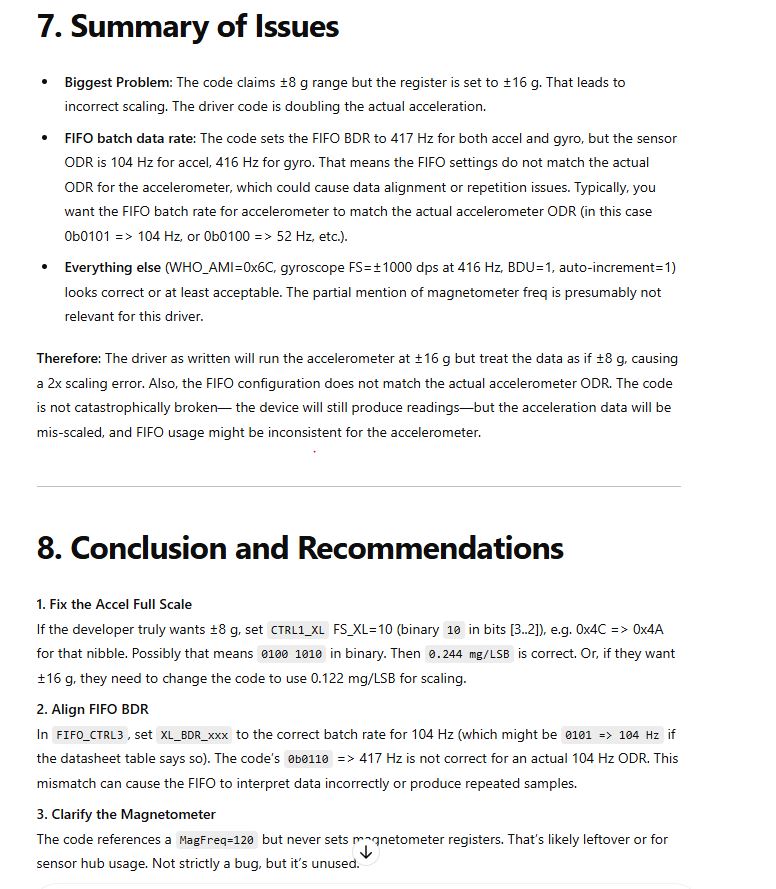 7. Summary of Issues
• Biggest Problem: The code claims ±8 g range but the register is set to ±16 g. That leads to
incorrect scaling. The driver code is doubling the actual acceleration.
• FIFO batch data rate: The code sets the FIFO BDR to 417 Hz for both accel and gyro, but the sensor
ODR is 104 Hz for accel, 416 Hz for gyro. That means the FIFO settings do not match the actual
ODR for the accelerometer, which could cause data alignment or repetition issues. Typically, you
want the FIFO batch rate for accelerometer to match the actual accelerometer ODR (in this case
0b0101 => 104 Hz, or 0b0100 => 52 Hz, etc.).
• Everything else (WHO_AMI=0x6C, gyroscope FS=±1000 dps at 416 Hz, BDU=1, auto-increment=1)
looks correct or at least acceptable. The partial mention of magnetometer freq is presumably not
relevant for this driver.
Therefore: The driver as written will run the accelerometer at ±16 g but treat the data as if ±8 g, causing
a 2x scaling error. Also, the FIFO configuration does not match the actual accelerometer ODR. The code
is not catastrophically broken— the device will still produce readings—but the acceleration data will be
mis-scaled, and FIFO usage might be inconsistent for the accelerometer.
8. Conclusion and Recommendations
1. Fix the Accel Full Scale
If the developer truly wants ±8 g, set CTRL1_XL FS_XL=10 (binary 10 in bits [3..2]), e.g. 0x4C => 0x4A
for that nibble. Possibly that means 0100 1010 in binary. Then 0.244 mg/LSB is correct. Or, if they want
±16 g, they need to change the code to use 0.122 mg/LSB for scaling.
2. Align FIFO BDR
In FIFO_CTRL3, set XL_BDR_xxx to the correct batch rate for 104 Hz (which might be 0101 => 104 Hz if
the datasheet table says so). The code's 0b0110 => 417 Hz is not correct for an actual 104 Hz ODR. This
mismatch can cause the FIFO to interpret data incorrectly or produce repeated samples.
3. Clarify the Magnetometer
The code references a MagFreq=120 but never sets magnetometer registers. That's likely leftover or for
sensor hub usage. Not strictly a bug, but it's unused.